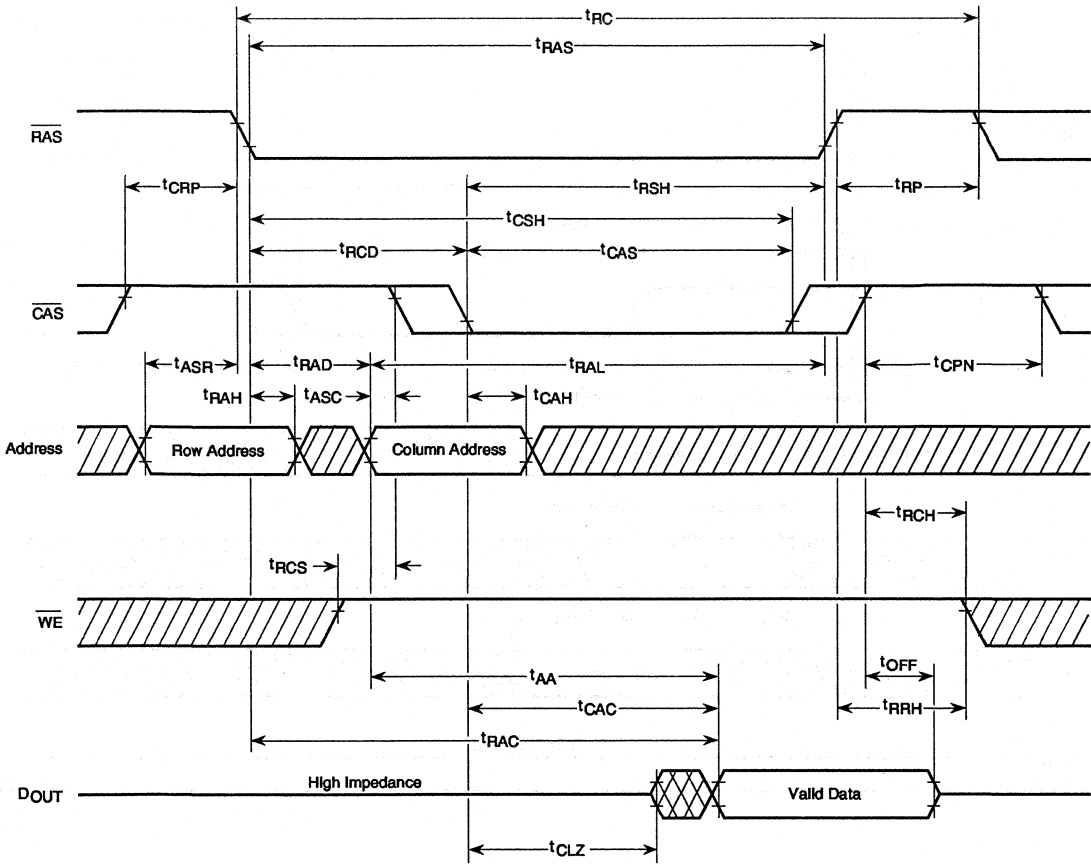 tRC
tRAS
RAS
tCRP
tRSH
tRP
tCSH
tRCD
tCAS
CAS
tASR
tRAD
tRAL
tCPN
tRAH
tASC
tCAH
Address
Row Address
Column Address
tRCH
tRCS
WE
tOFF
tAA
tCAC
tRRH
tRAC
High Impedance
DOUT
Valid Data
tCLZ